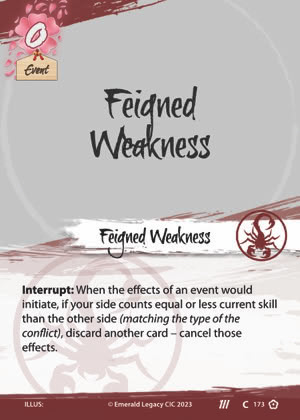 0
Event
Feigned
Weakness
Feigned Weakness
Interrupt: When the effects of an event would
initiate, if your side counts equal or less current skill
than the other side (matching the type of the
conflict), discard another card – cancel those
effects.
ILLUS: © Emerald Legacy CIC 2023 C 173